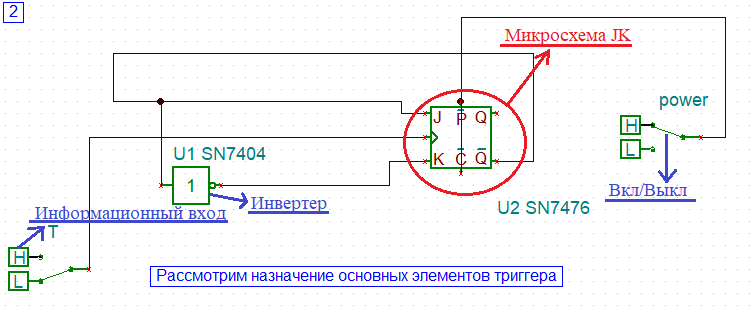 2
Микросхема JK
power
H
L
Вкл/Выкл
J P Q
K C Q
U2 SN7476
U1 SN7404
1
Инвертер
Информационный вход
T
H
L
Рассмотрим назначение основных элементов триггера